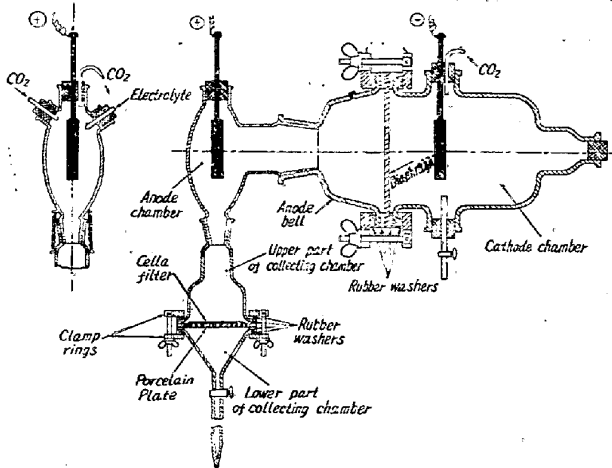 +
+
−
CO2
CO2
Electrolyte
CO2
Anode
chamber
Diaphragm
Anode
bell
Cathode chamber
Upper part
of collecting chamber
Cella
filter
Rubber washers
Clamp
rings
Rubber
washers
Porcelain
Plate
Lower part
of collecting chamber